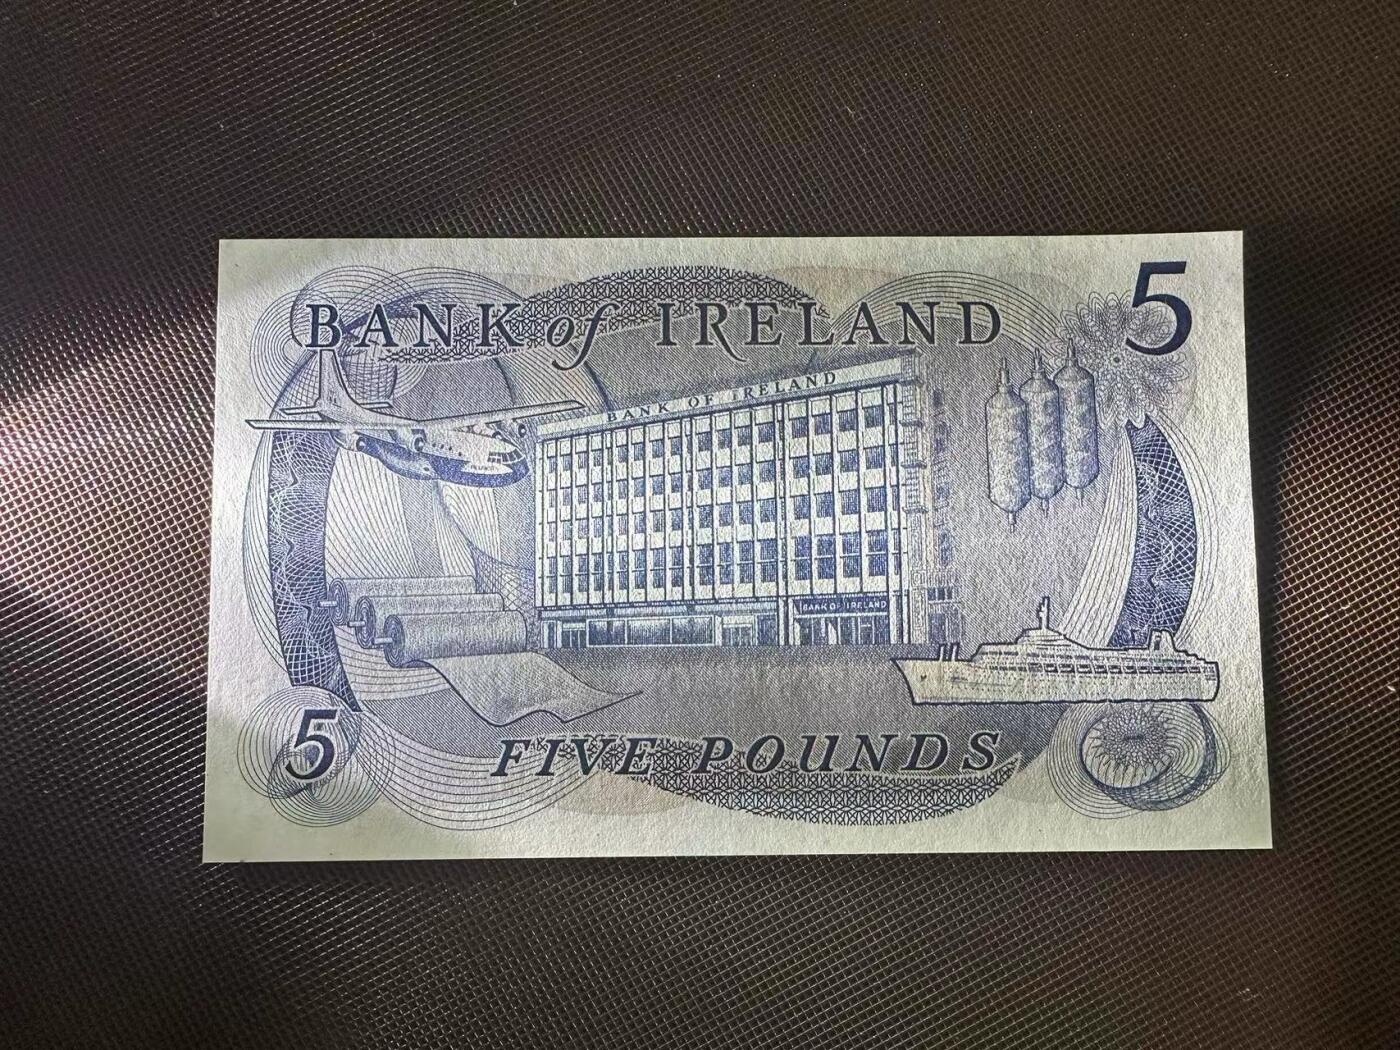 BANK of IRELAND
5
BANK OF IRELAND
BANK OF IRELAND
5
FIVE POUNDS